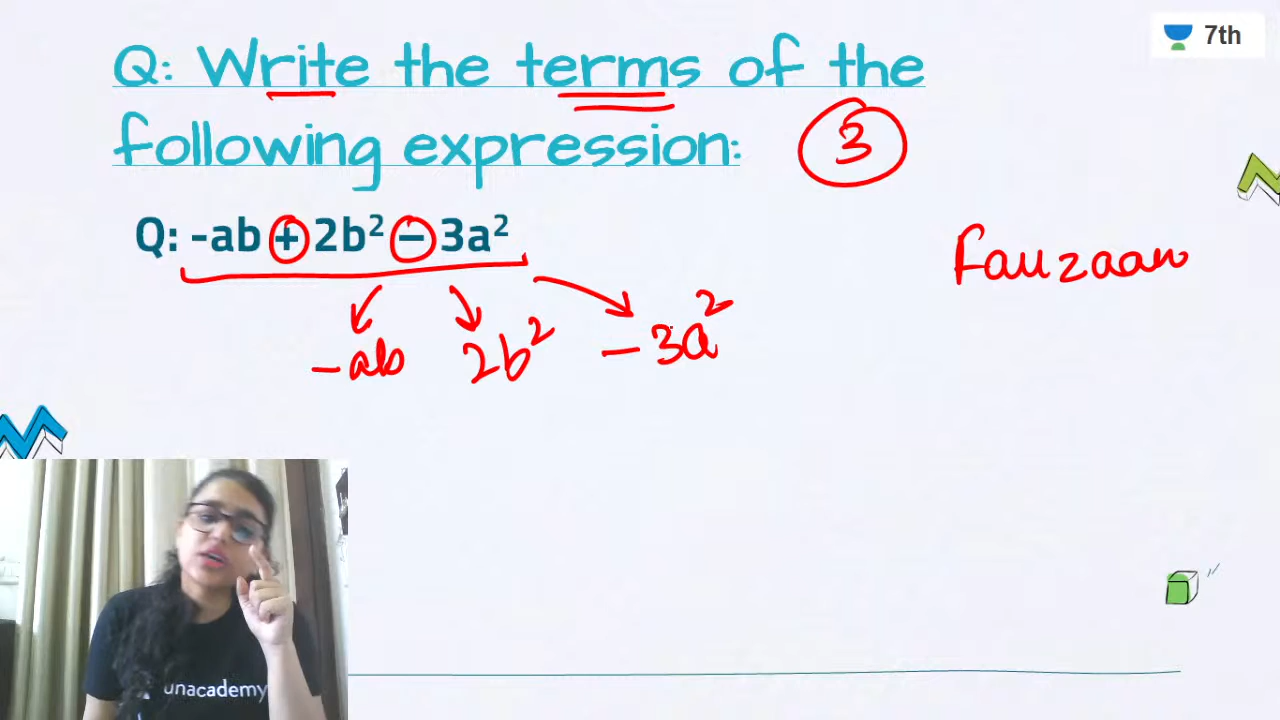 7th
Q: Write the terms of the
following expression:
3
Q: -ab + 2b² – 3a²
Fauzaan
-ab 2b² -3a²
unacademy